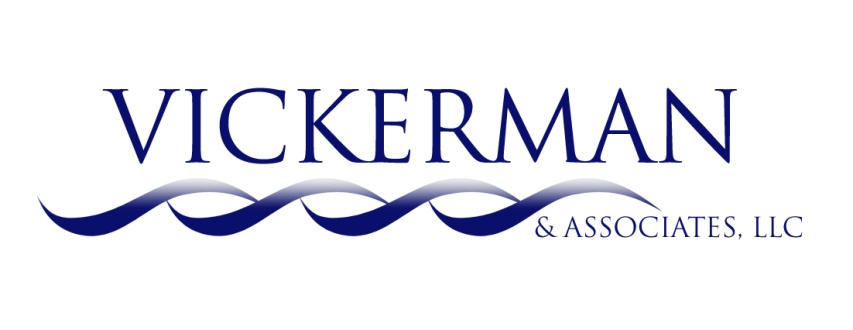 VICKERMAN
& ASSOCIATES, LLC